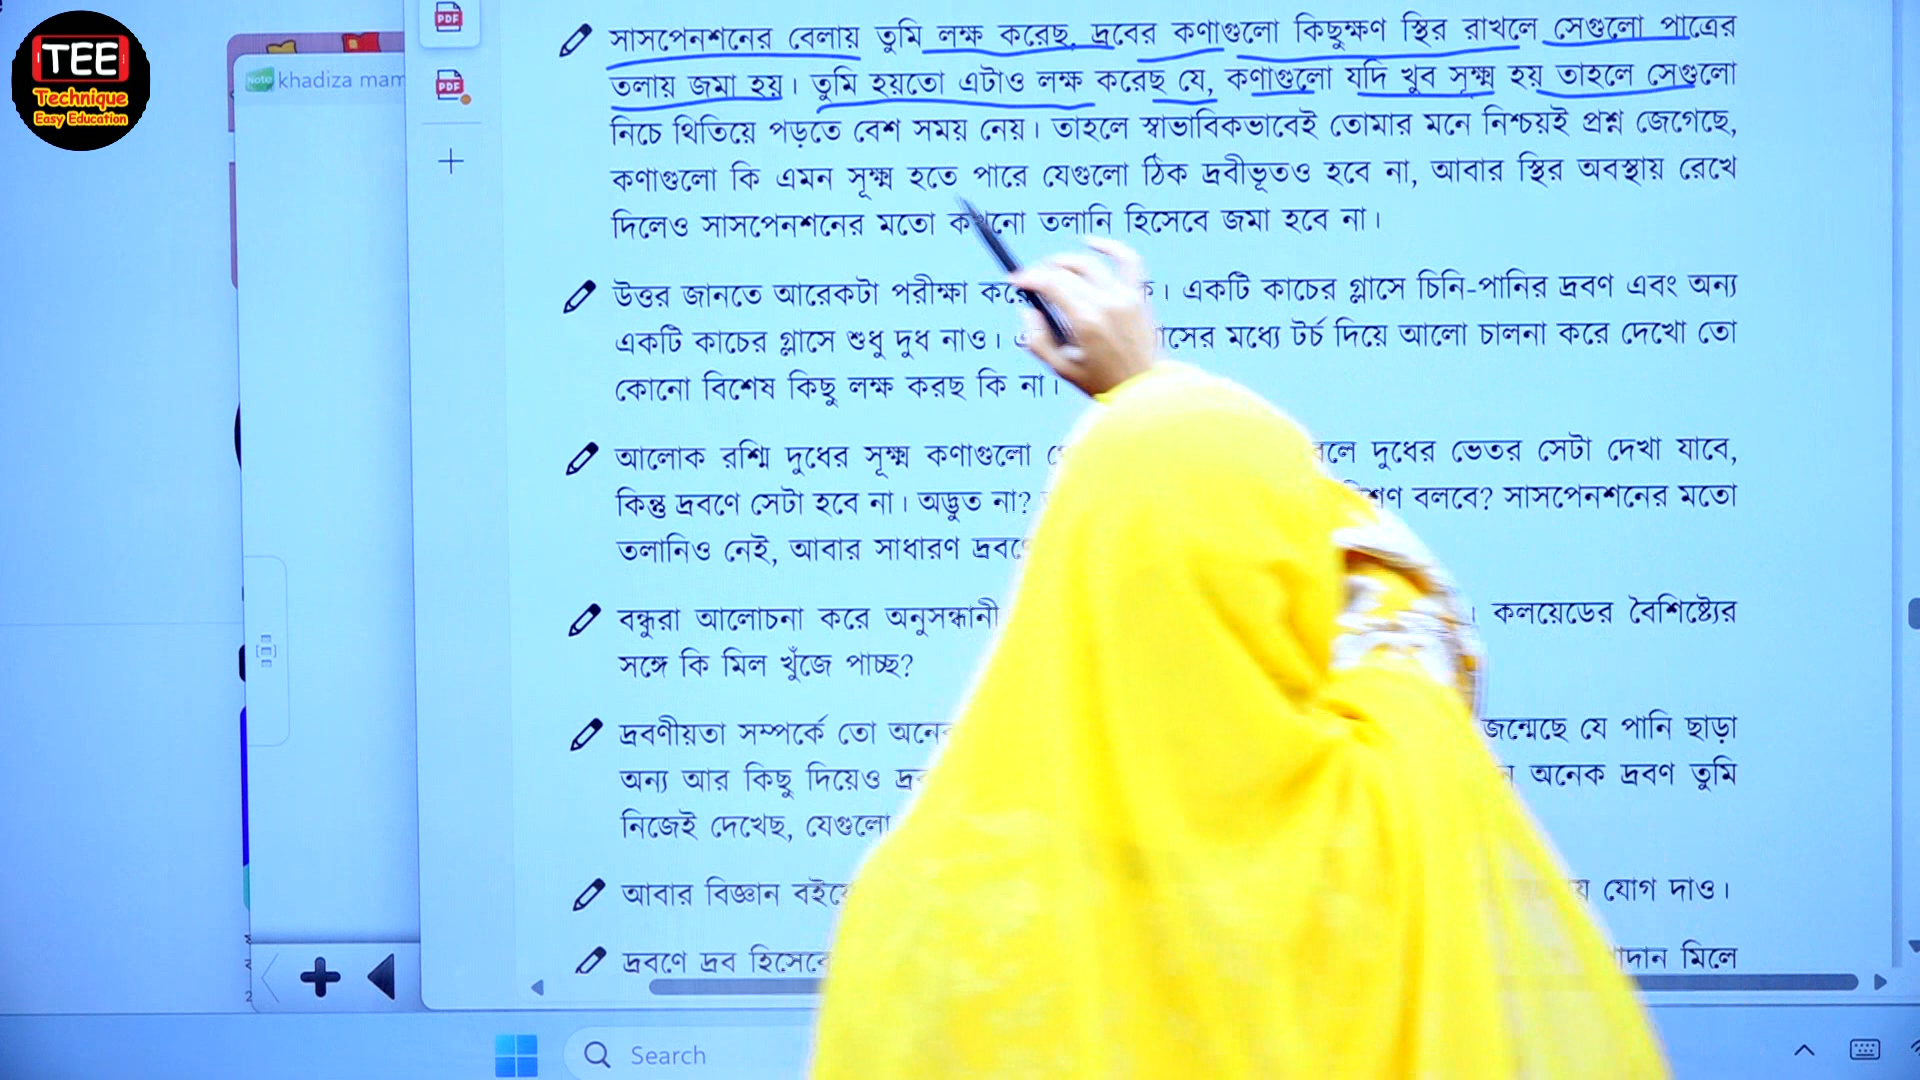 TEE
Technique
Easy Education
Note khadiza mam
PDF
PDF
সাসপেনশনের বেলায় তুমি লক্ষ করেছ, দ্রবের কণাগুলো কিছুক্ষণ স্থির রাখলে সেগুলো পাত্রের
তলায় জমা হয়। তুমি হয়তো এটাও লক্ষ করেছ যে, কণাগুলো যদি খুব সূক্ষ্ম হয় তাহলে সেগুলো
নিচে থিতিয়ে পড়তে বেশ সময় নেয়। তাহলে স্বাভাবিকভাবেই তোমার মনে নিশ্চয়ই প্রশ্ন জেগেছে,
কণাগুলো কি এমন সূক্ষ্ম হতে পারে যেগুলো ঠিক দ্রবীভূতও হবে না, আবার স্থির অবস্থায় রেখে
দিলেও সাসপেনশনের মতো কখনো তলানি হিসেবে জমা হবে না।
উত্তর জানতে আরেকটা পরীক্ষা । একটি কাচের গ্লাসে চিনি-পানির দ্রবণ এবং অন্য
একটি কাচের গ্লাসে শুধু দুধ নাও। মধ্যে টর্চ দিয়ে আলো চালনা করে দেখো তো
কোনো বিশেষ কিছু লক্ষ করছ কি না।
আলোক রশ্মি দুধের সূক্ষ্ম কণাগুলো দুধের ভেতর সেটা দেখা যাবে,
কিন্তু দ্রবণে সেটা হবে না। অদ্ভুত না? বলবে? সাসপেনশনের মতো
তলানিও নেই, আবার সাধারণ
বন্ধুরা আলোচনা করে অনুসন্ধানী । কলয়েডের বৈশিষ্ট্যের
সঙ্গে কি মিল খুঁজে পাচ্ছ?
দ্রবণীয়তা সম্পর্কে তো জন্মেছে যে পানি ছাড়া
অন্য আর কিছু দিয়েও অনেক দ্রবণ তুমি
নিজেই দেখেছ, যেগুলো
আবার বিজ্ঞান যোগ দাও।
দ্রবণে দ্রব মিলে
Search